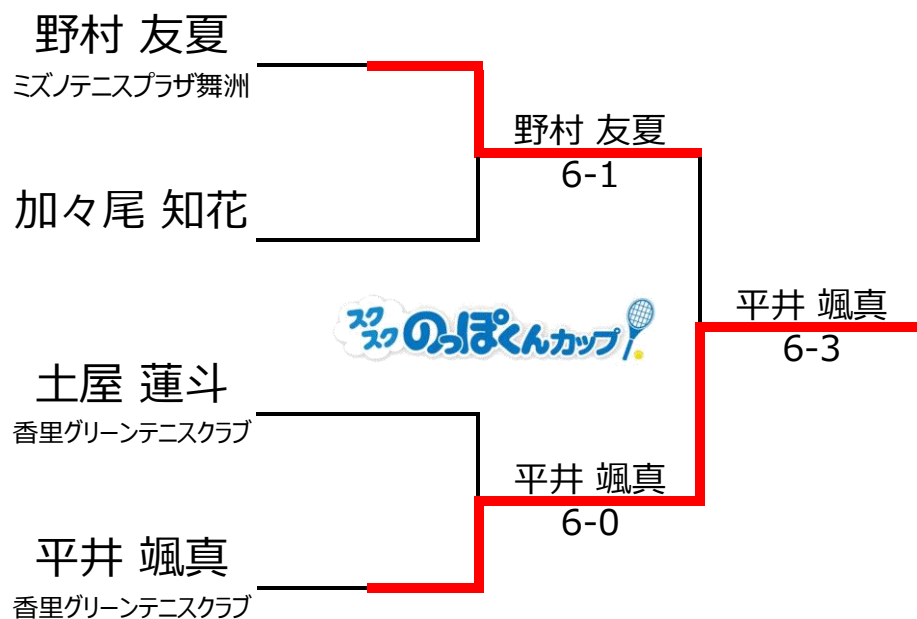 野村 友夏
ミズノテニスプラザ舞洲
野村 友夏
6-1
加々尾 知花
スク
スク のっぽくんカップ
平井 颯真
6-3
土屋 蓮斗
香里グリーンテニスクラブ
平井 颯真
6-0
平井 颯真
香里グリーンテニスクラブ